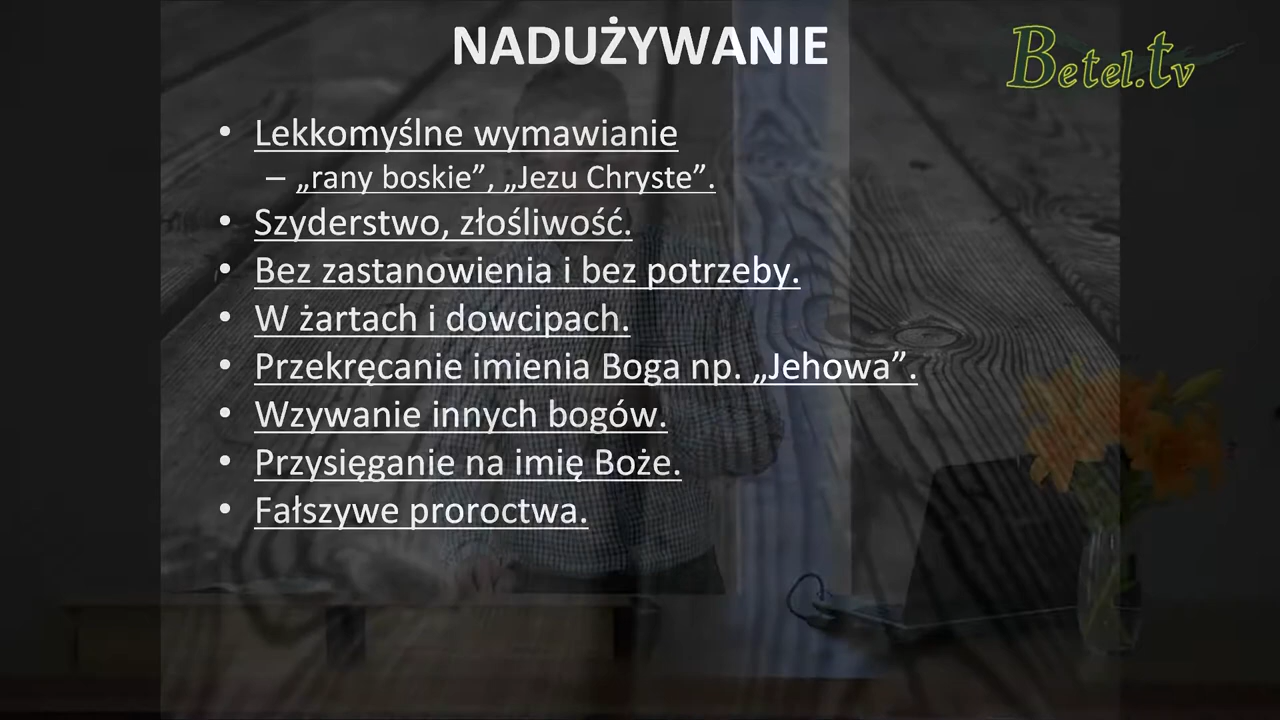 NADUŻYWANIE
Betel.tv
• Lekkomyślne wymawianie
– „rany boskie”, „Jezu Chryste”.
• Szyderstwo, złośliwość.
• Bez zastanowienia i bez potrzeby.
• W żartach i dowcipach.
• Przekręcanie imienia Boga np. „Jehowa”.
• Wzywanie innych bogów.
• Przysięganie na imię Boże.
• Fałszywe proroctwa.